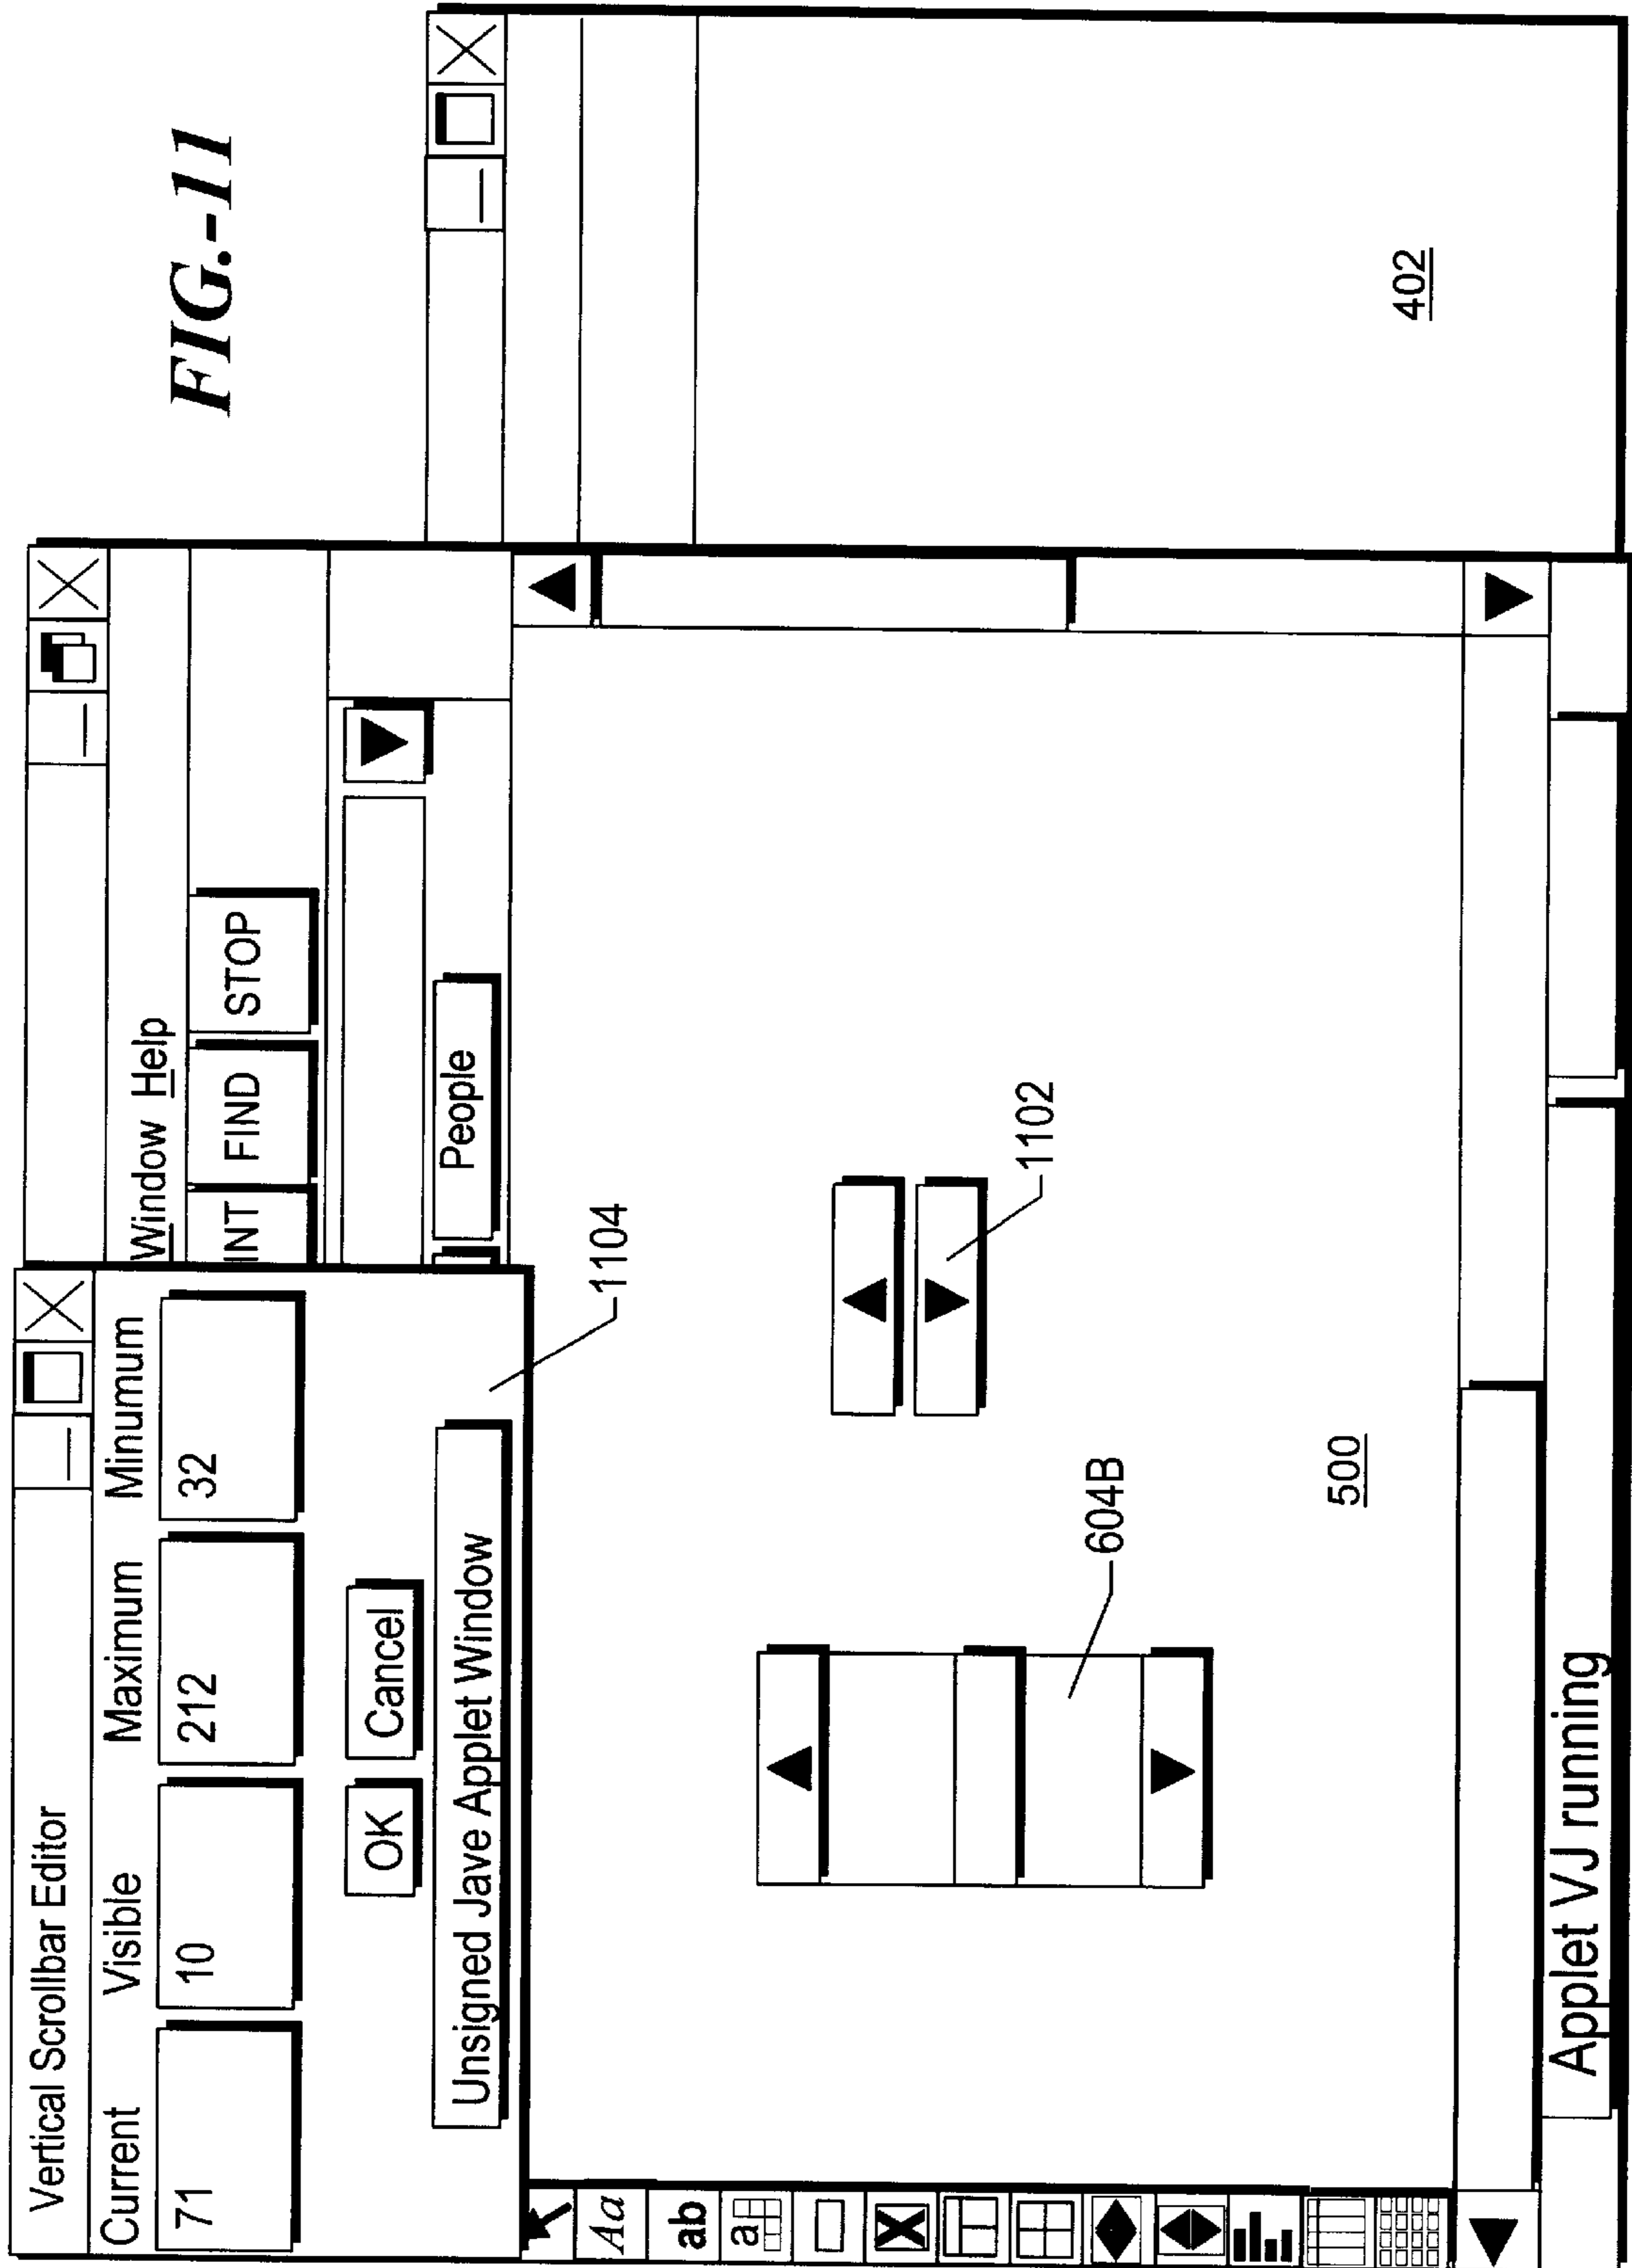 FIG.-11
Vertical Scrollbar Editor
Current Visible Maximum Minumum
71 10 212 32
OK Cancel
Unsigned Jave Applet Window
Window Help
INT FIND STOP
People
1104
Aa
ab
a
604B
1102
500
402
Applet VJ running